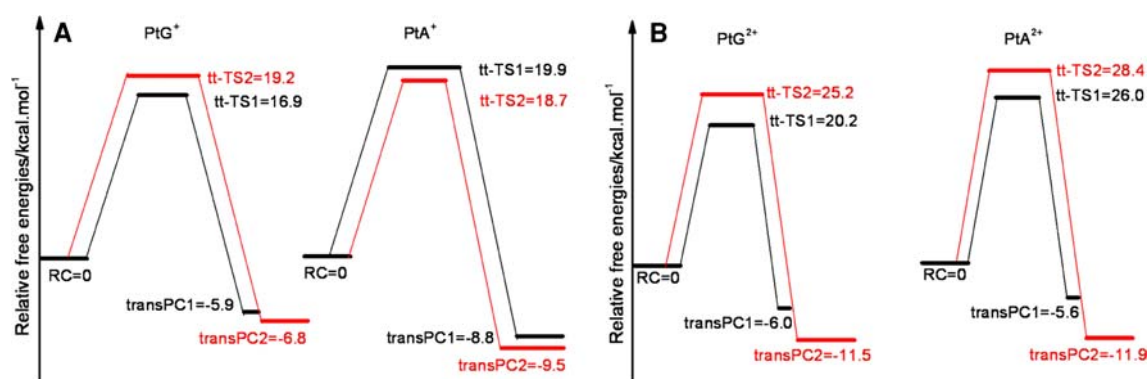 A
PtG+
PtA+
Relative free energies/kcal.mol-1
tt-TS2=19.2
tt-TS1=16.9
tt-TS1=19.9
tt-TS2=18.7
RC=0
RC=0
transPC1=-5.9
transPC2=-6.8
transPC1=-8.8
transPC2=-9.5
B
PtG2+
PtA2+
Relative free energies/kcal.mol-1
tt-TS2=25.2
tt-TS1=20.2
tt-TS2=28.4
tt-TS1=26.0
RC=0
RC=0
transPC1=-6.0
transPC2=-11.5
transPC1=-5.6
transPC2=-11.9